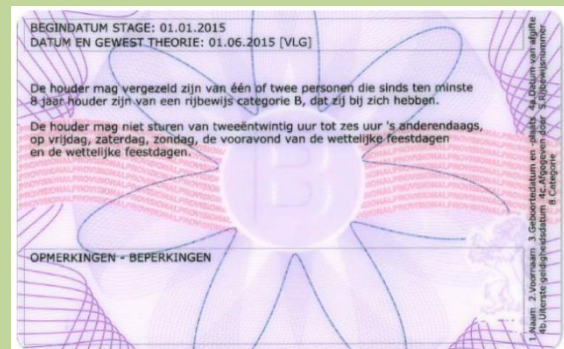 BEGINDATUM STAGE: 01.01.2015
DATUM EN GEWEST THEORIE: 01.06.2015 [VLG]
De houder mag vergezeld zijn van één of twee personen die sinds ten minste
8 jaar houder zijn van een rijbewijs categorie B, dat zij bij zich hebben.
De houder mag niet sturen van tweeëntwintig uur tot zes uur 's anderendaags,
op vrijdag, zaterdag, zondag, de vooravond van de wettelijke feestdagen
en de wettelijke feestdagen.
OPMERKINGEN - BEPERKINGEN
1.Naam 2.Voornaam 3.Geboortedatum en -plaats 4a.Datum van afgifte
4b.Uiterste geldigheidsdatum 4c.Afgegeven door 5.Rijbewijsnummer
8.Categorie